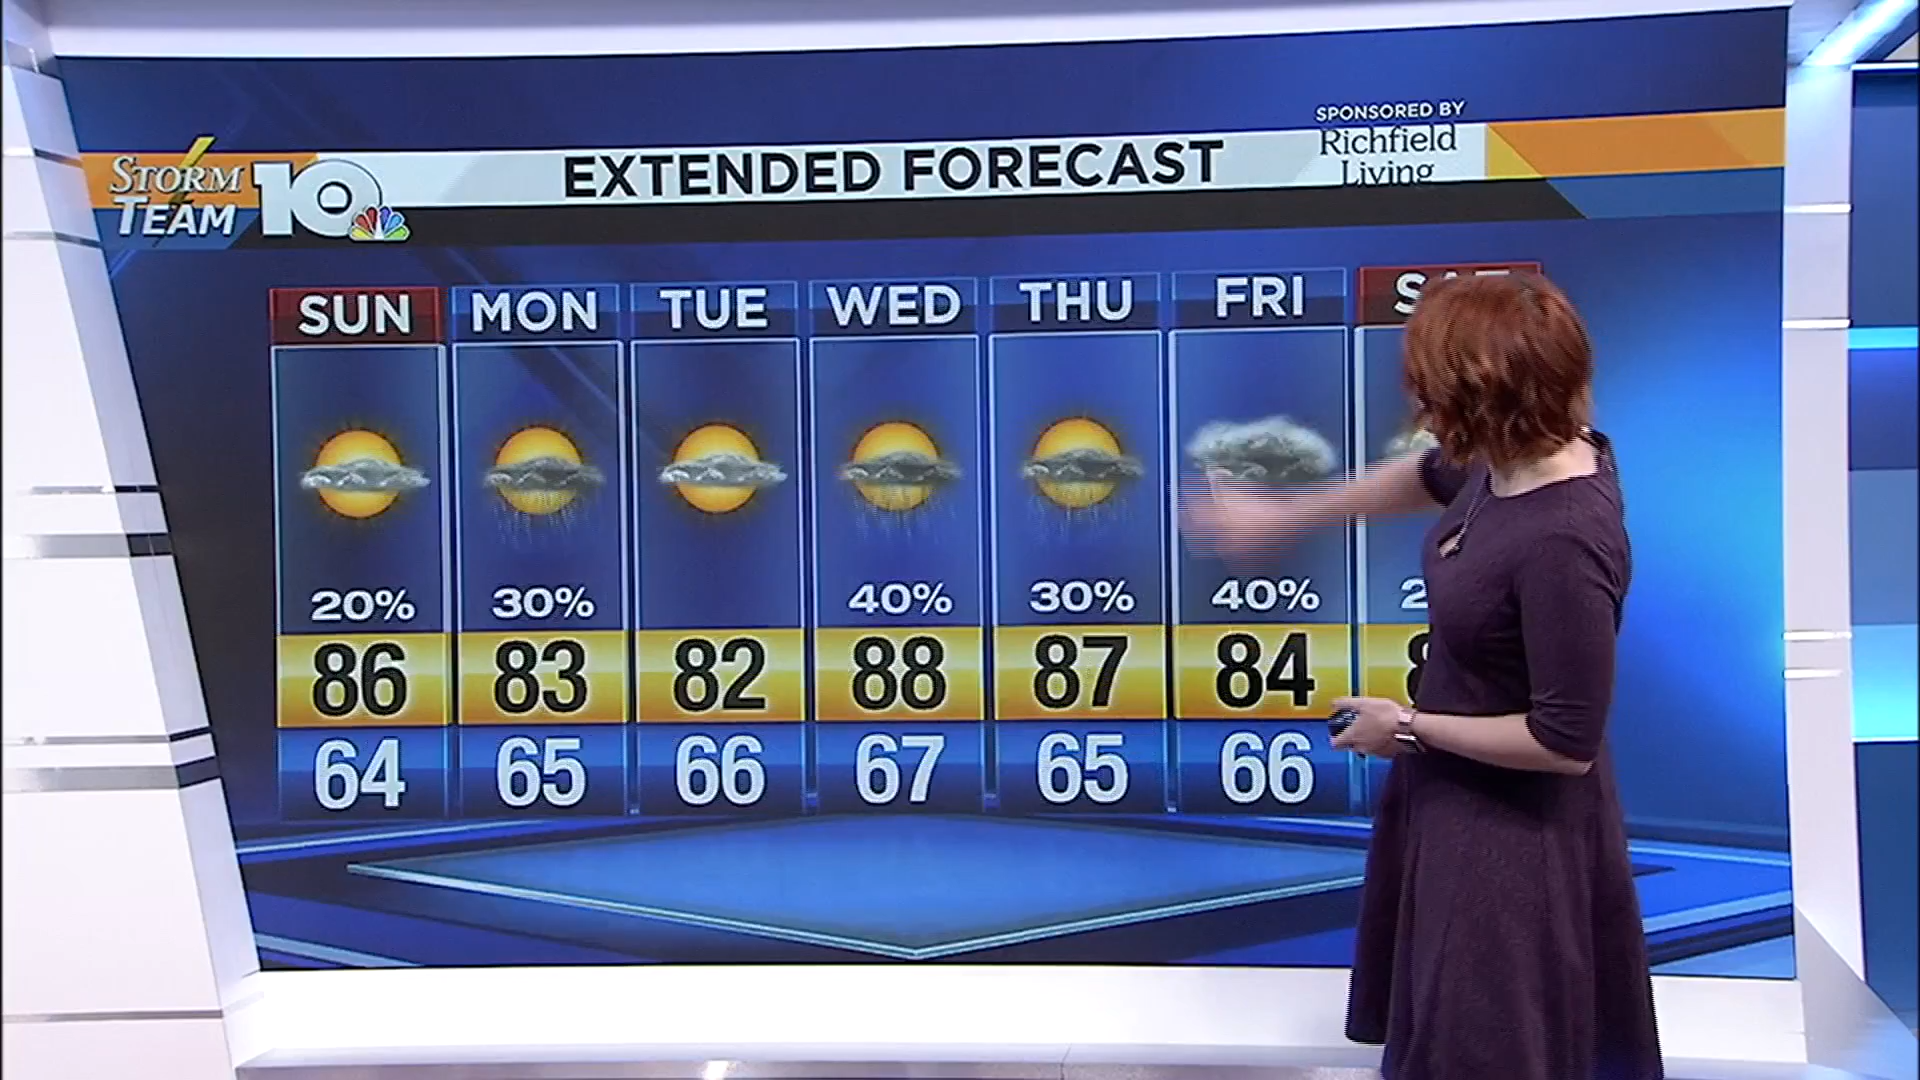 SPONSORED BY
Richfield
Living
STORM
TEAM
10
EXTENDED FORECAST
SUN MON TUE WED THU FRI
20% 30% 40% 30% 40%
86 83 82 88 87 84
64 65 66 67 65 66